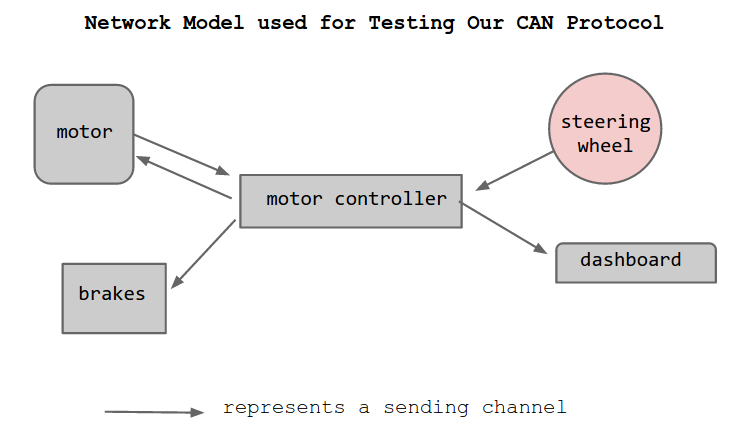 Network Model used for Testing Our CAN Protocol
motor
steering
wheel
motor controller
dashboard
brakes
represents a sending channel